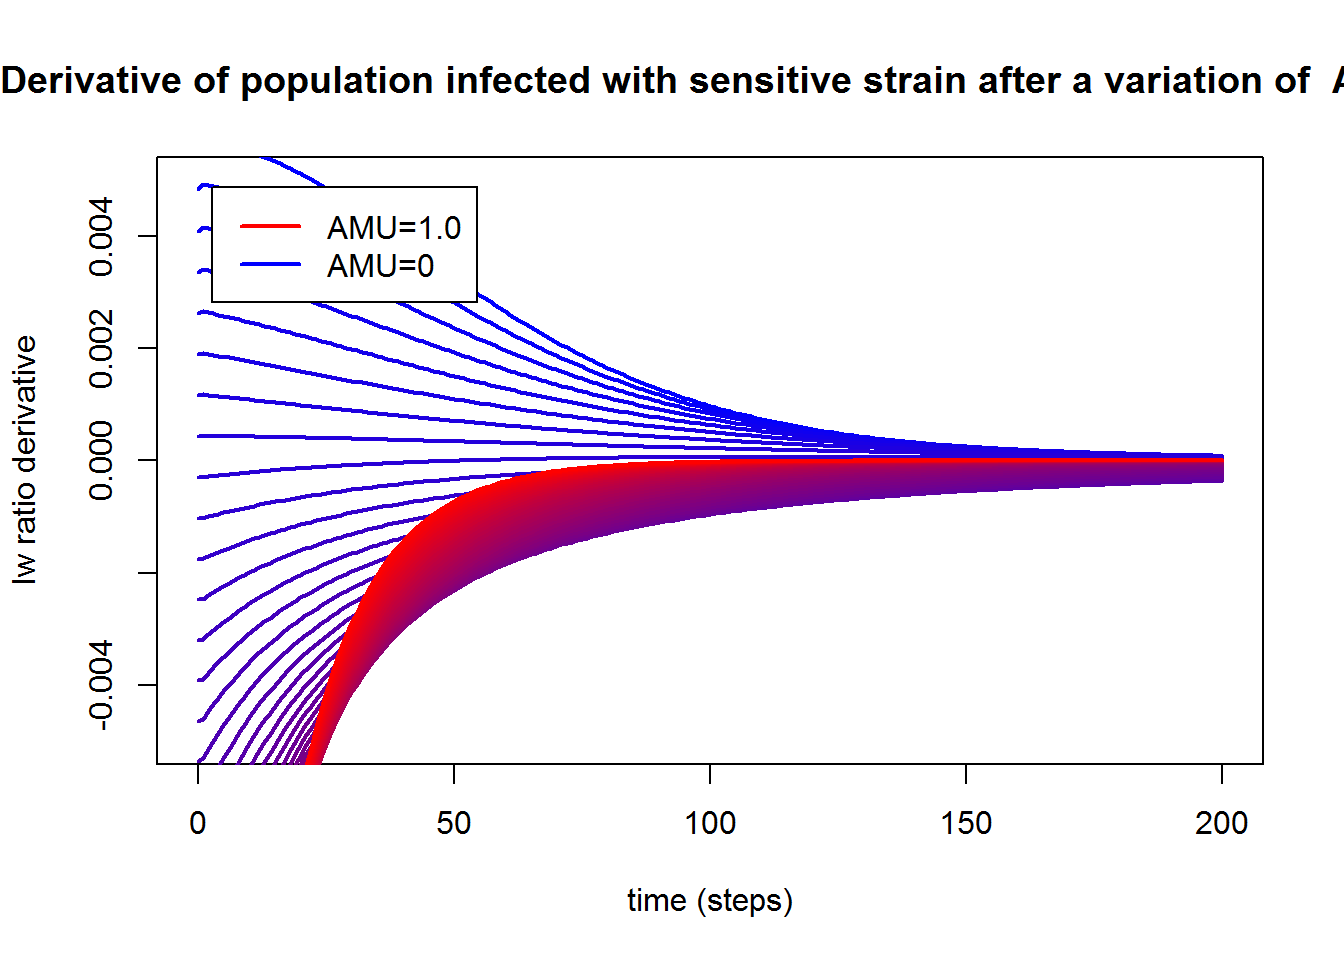 Derivative of population infected with sensitive strain after a variation of A
0.004
0.002
0.000
-0.004
Iw ratio derivative
AMU=1.0
AMU=0
0
50
100
150
200
time (steps)